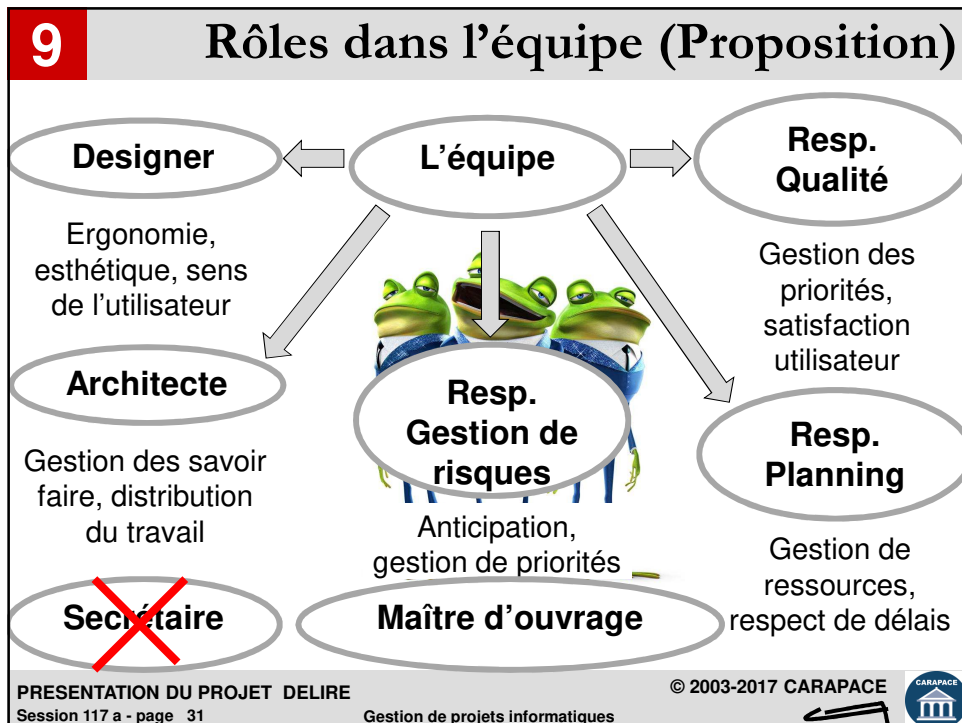 9
Rôles dans l’équipe (Proposition)
Designer
L’équipe
Resp.
Qualité
Ergonomie,
esthétique, sens
de l’utilisateur
Gestion des
priorités,
satisfaction
utilisateur
Architecte
Resp.
Gestion de
risques
Resp.
Planning
Gestion des savoir
faire, distribution
du travail
Anticipation,
gestion de priorités
Gestion de
ressources,
respect de délais
Secrétaire
Maître d’ouvrage
PRESENTATION DU PROJET DELIRE
© 2003-2017 CARAPACE
Session 117 a - page 31
Gestion de projets informatiques
CARAPACE